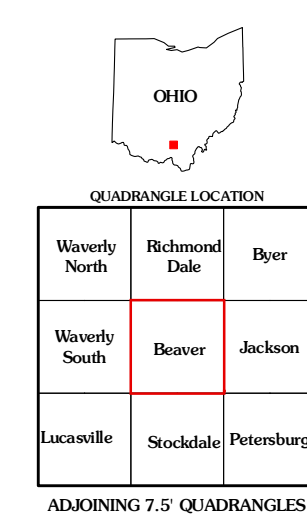 OHIO
QUADRANGLE LOCATION
Waverly North
Richmond Dale
Byer
Waverly South
Beaver
Jackson
Lucasville
Stockdale
Petersburg
ADJOINING 7.5' QUADRANGLES